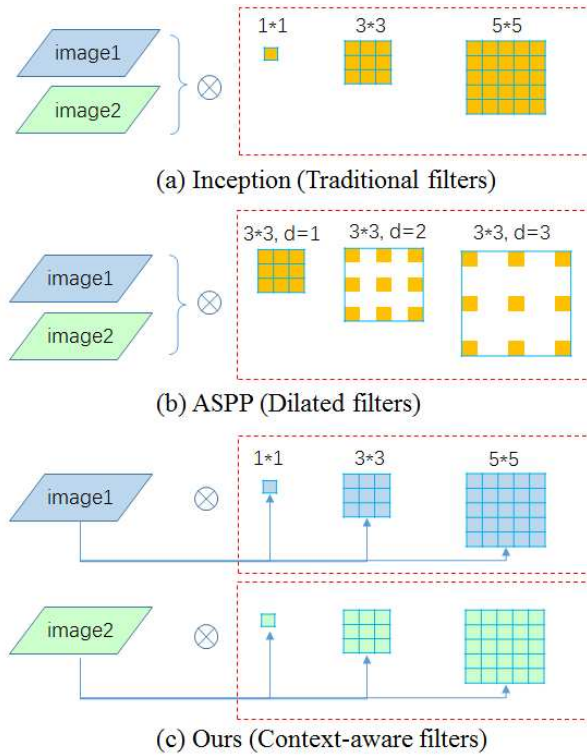 1*1 3*3 5*5
image1
image2
(a) Inception (Traditional filters)
3*3, d=1 3*3, d=2 3*3, d=3
image1
image2
(b) ASPP (Dilated filters)
1*1 3*3 5*5
image1
image2
(c) Ours (Context-aware filters)